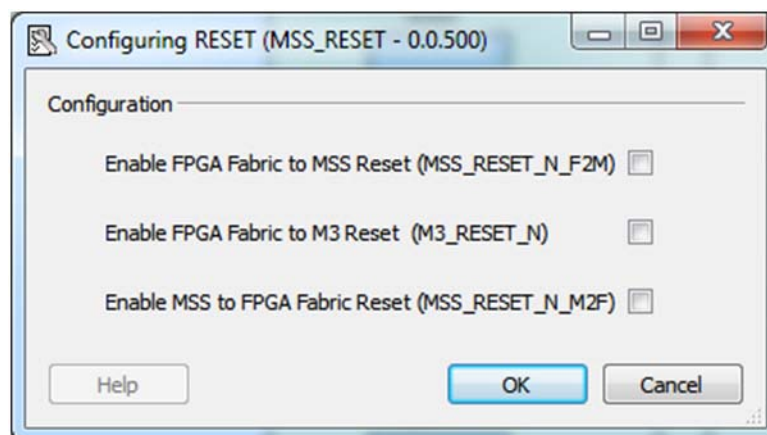 Configuring RESET (MSS_RESET - 0.0.500)
Configuration
Enable FPGA Fabric to MSS Reset (MSS_RESET_N_F2M)
Enable FPGA Fabric to M3 Reset (M3_RESET_N)
Enable MSS to FPGA Fabric Reset (MSS_RESET_N_M2F)
Help
OK
Cancel